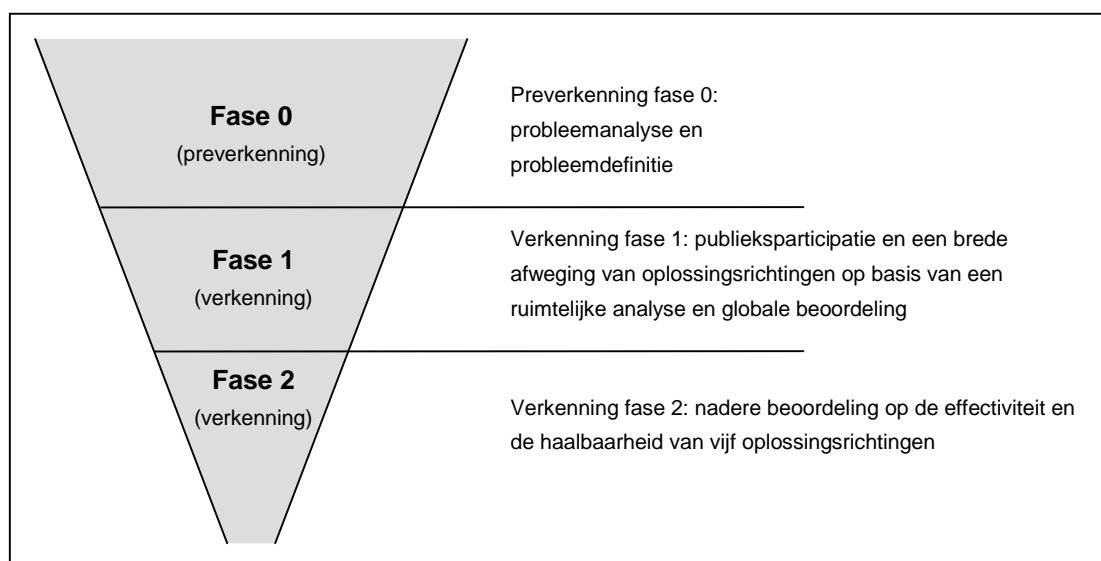 Fase 0
(preverkenning)
Preverkenning fase 0:
probleemanalyse en
probleemdefinitie
Fase 1
(verkenning)
Verkenning fase 1: publieksparticipatie en een brede
afweging van oplossingsrichtingen op basis van een
ruimtelijke analyse en globale beoordeling
Fase 2
(verkenning)
Verkenning fase 2: nadere beoordeling op de effectiviteit en
de haalbaarheid van vijf oplossingsrichtingen